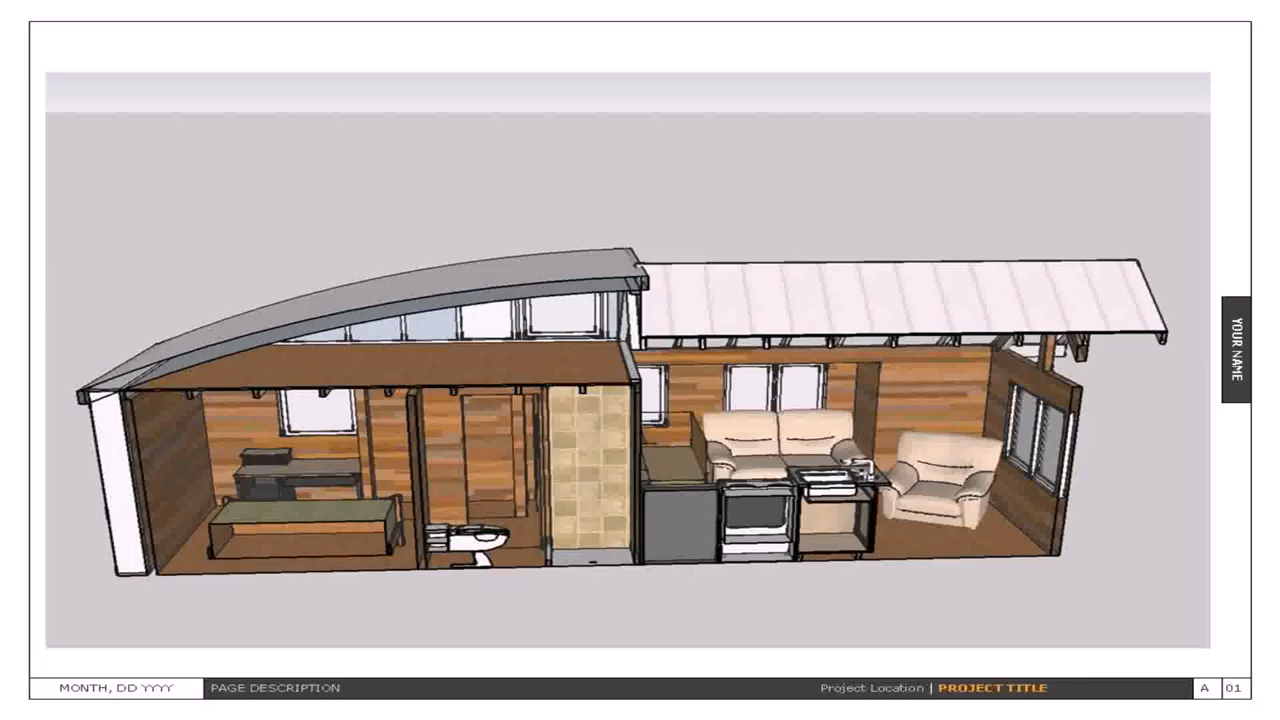 YOUR NAME
MONTH, DD YYYY
PAGE DESCRIPTION
Project Location | PROJECT TITLE
A 01